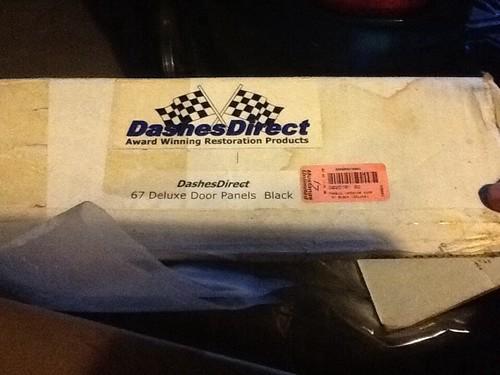 DashesDirect
Award Winning Restoration Products
DashesDirect
67 Deluxe Door Panels Black